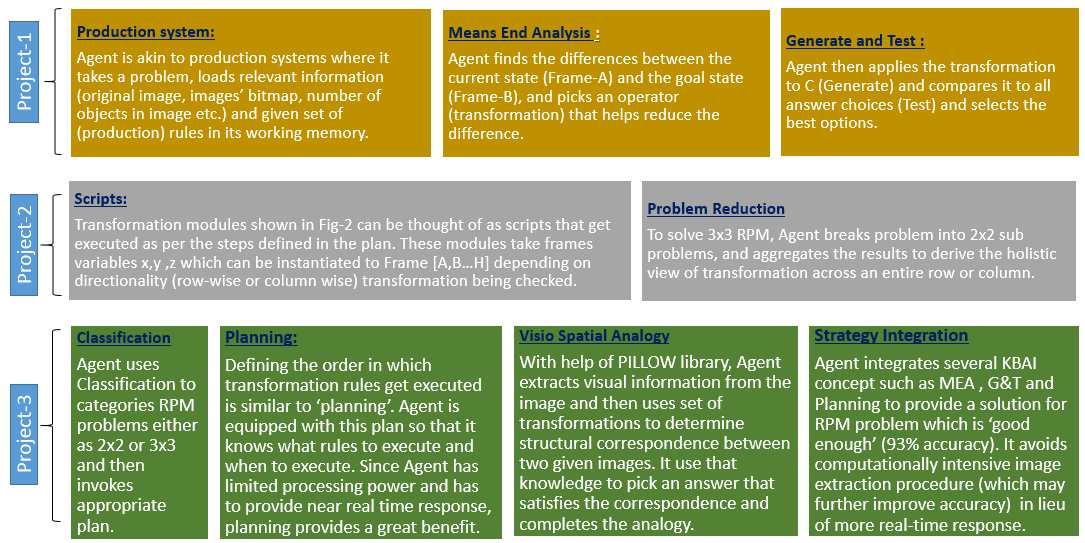 Project-1
Production system:
Agent is akin to production systems where it
takes a problem, loads relevant information
(original image, images’ bitmap, number of
objects in image etc.) and given set of
(production) rules in its working memory.
Means End Analysis :
Agent finds the differences between the
current state (Frame-A) and the goal state
(Frame-B), and picks an operator
(transformation) that helps reduce the
difference.
Generate and Test :
Agent then applies the transformation
to C (Generate) and compares it to all
answer choices (Test) and selects the
best options.
Project-2
Scripts:
Transformation modules shown in Fig-2 can be thought of as scripts that get
executed as per the steps defined in the plan. These modules take frames
variables x,y ,z which can be instantiated to Frame [A,B...H] depending on
directionality (row-wise or column wise) transformation being checked.
Problem Reduction
To solve 3x3 RPM, Agent breaks problem into 2x2 sub
problems, and aggregates the results to derive the holistic
view of transformation across an entire row or column.
Project-3
Classification
Agent uses
Classification to
categories RPM
problems either
as 2x2 or 3x3
and then
invokes
appropriate
plan.
Planning:
Defining the order in which
transformation rules get executed
is similar to ‘planning’. Agent is
equipped with this plan so that it
knows what rules to execute and
when to execute. Since Agent has
limited processing power and has
to provide near real time response,
planning provides a great benefit.
Visio Spatial Analogy
With help of PILLOW library, Agent
extracts visual information from the
image and then uses set of
transformations to determine
structural correspondence between
two given images. It use that
knowledge to pick an answer that
satisfies the correspondence and
completes the analogy.
Strategy Integration
Agent integrates several KBAI
concept such as MEA , G&T and
Planning to provide a solution for
RPM problem which is ‘good
enough’ (93% accuracy). It avoids
computationally intensive image
extraction procedure (which may
further improve accuracy) in lieu
of more real-time response.